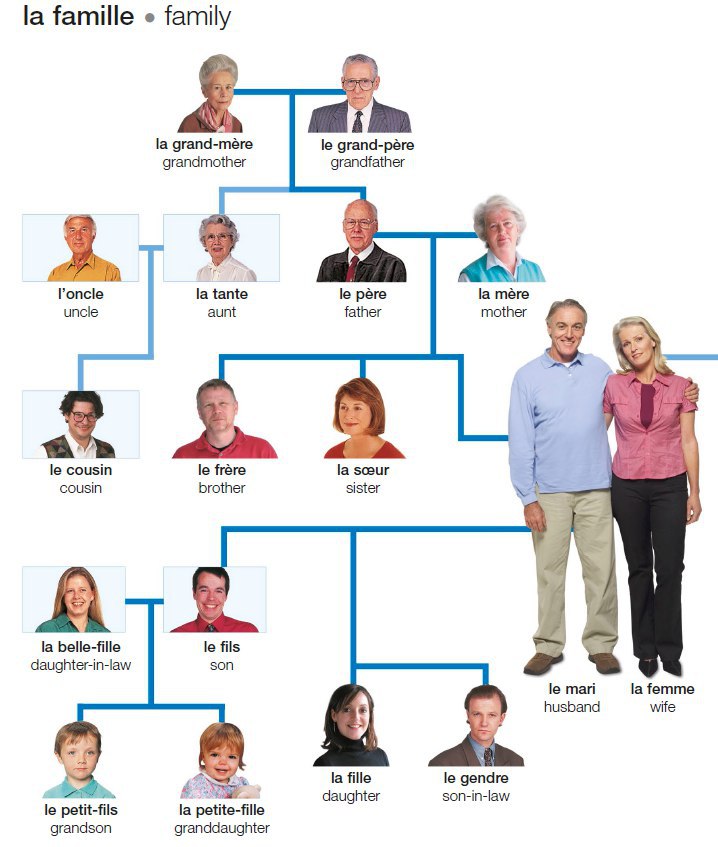 la famille • family
la grand-mère
grandmother
le grand-père
grandfather
l'oncle
uncle
la tante
aunt
le père
father
la mère
mother
le cousin
cousin
le frère
brother
la sœur
sister
le mari
husband
la femme
wife
la belle-fille
daughter-in-law
le fils
son
la fille
daughter
le gendre
son-in-law
le petit-fils
grandson
la petite-fille
granddaughter